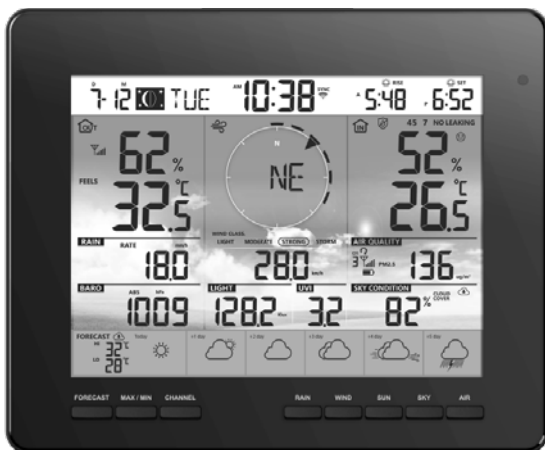 D M
7-12 TUE AM 10:38 SYNC RISE A 5:48 SET P 6:52
OUT 62 % NE N IN 45 7 NO LEAKING 52 %
FEELS 32.5 °C 26.5 °C
WIND CLASS
LIGHT MODERATE STRONG STORM
RAIN RATE mm/h 18.0 28.0 km/h AIR QUALITY CH 3 PM2.5 136 ug/m³
BARO ABS hPa 1009 LIGHT 128.2 Klux UVI 3.2 SKY CONDITION 82 % CLOUD COVER
FORECAST Today +1 day +2 day +3 day +4 day +5 day
HI 32°C
LO 28°C
FORECAST MAX / MIN CHANNEL RAIN WIND SUN SKY AIR